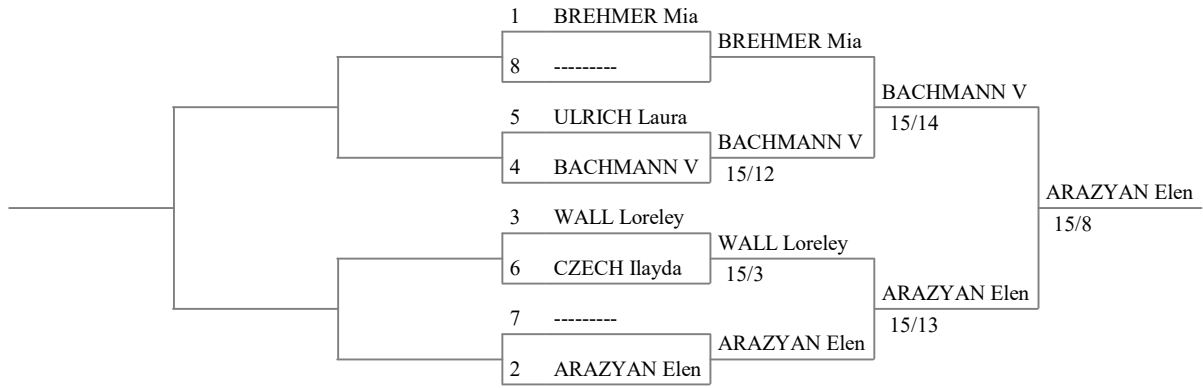 1 BREHMER Mia
BREHMER Mia
8 ---------
BACHMANN V
15/14
5 ULRICH Laura
BACHMANN V
15/12
4 BACHMANN V
ARAZYAN Elen
15/8
3 WALL Loreley
WALL Loreley
15/3
6 CZECH Ilayda
ARAZYAN Elen
15/13
7 ---------
ARAZYAN Elen
2 ARAZYAN Elen